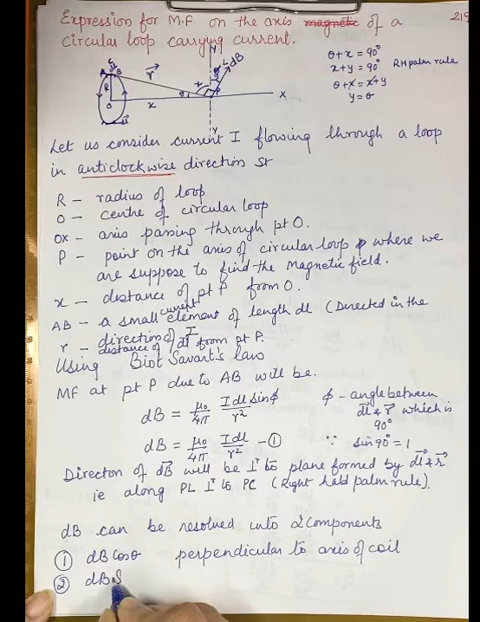 Expression for M.F on the axis magnetic of a
circular loop carrying current.
219
θ+x = 90°
x+y = 90°
RH palm rule
θ+x = x+y
y = θ
Let us consider current I flowing through a loop
in anticlockwise direction st
R - radius of loop
O - centre of circular loop
OX - axis passing through pt O.
P - point on the axis of circular loop p where we
are suppose to find the magnetic field.
x - distance of pt P from O.
AB - a small current element of length dl (Directed in the
direction of I
r - distance of dl from pt P.
Using Biot Savart's law
MF at pt P due to AB will be.
dB = μ₀/4π Idl sinϕ/r²
ϕ - angle between
dl & r which is
90°
dB = μ₀/4π Idl/r² - ①
∵ sin 90° = 1
Directon of dB will be ⊥r to plane formed by dl & r
ie along PL ⊥r to PC (Right hand palm rule).
dB can be resolved into 2 components
① dB cosθ perpendicular to axis of coil
② dB S